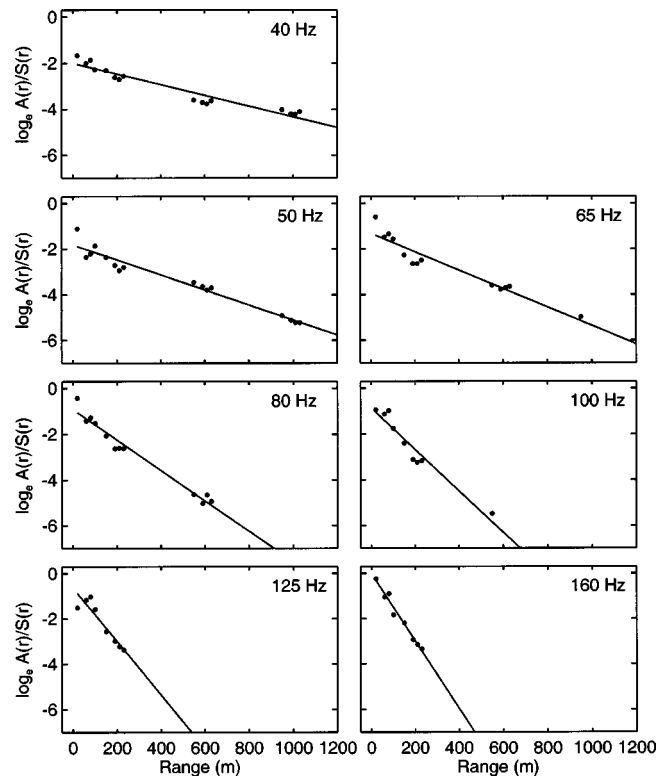 0
-2
-4
-6
log_e A(r)/S(r)
40 Hz
0
-2
-4
-6
log_e A(r)/S(r)
50 Hz
65 Hz
0
-2
-4
-6
log_e A(r)/S(r)
80 Hz
100 Hz
0
-2
-4
-6
log_e A(r)/S(r)
125 Hz
160 Hz
0 200 400 600 800 1000 1200 0 200 400 600 800 1000 1200
Range (m) Range (m)